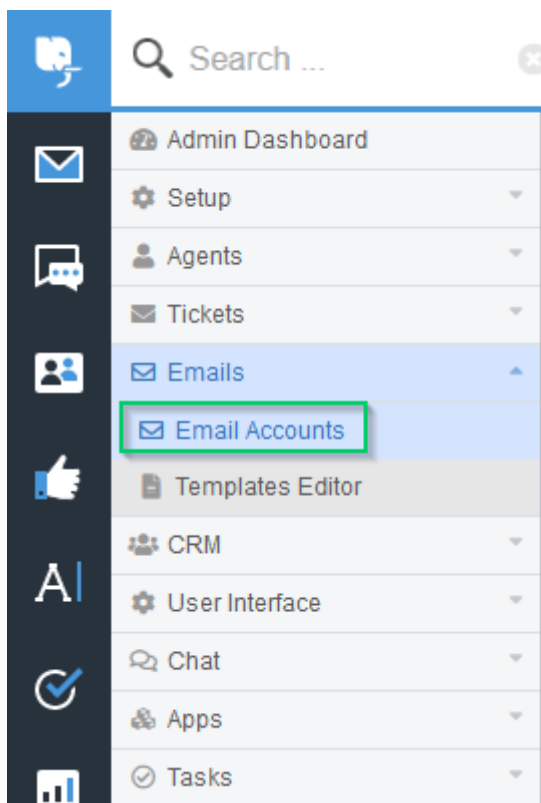 Search ...
Admin Dashboard
Setup
Agents
Tickets
Emails
Email Accounts
Templates Editor
CRM
User Interface
Chat
Apps
Tasks